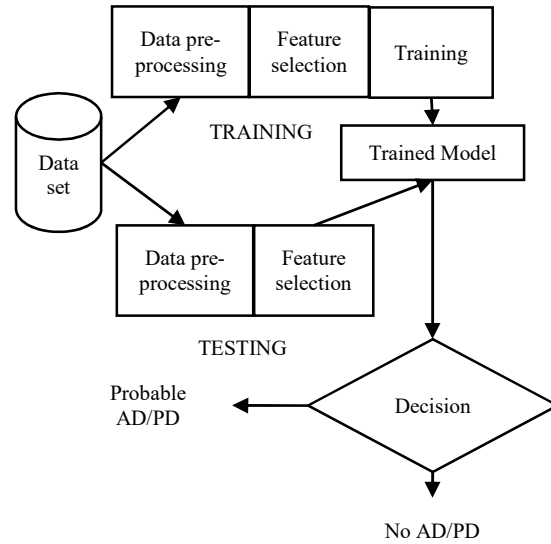 Data pre-
processing
Feature
selection
Training
TRAINING
Data
set
Trained Model
Data pre-
processing
Feature
selection
TESTING
Probable
AD/PD
Decision
No AD/PD